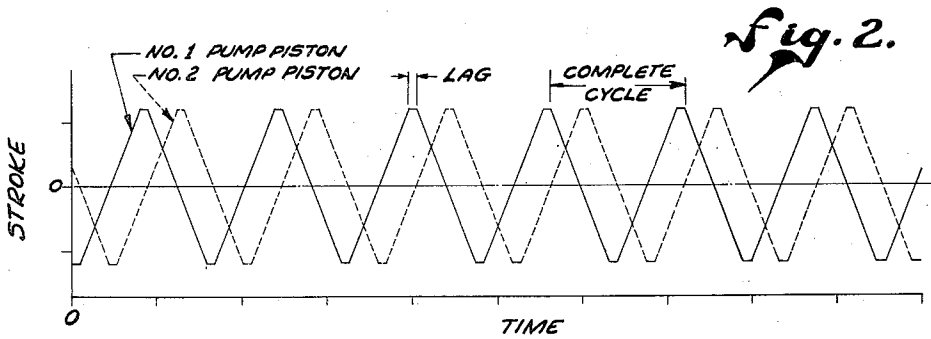 Fig. 2.
NO. 1 PUMP PISTON
NO. 2 PUMP PISTON
LAG
COMPLETE
CYCLE
STROKE
0
0
TIME